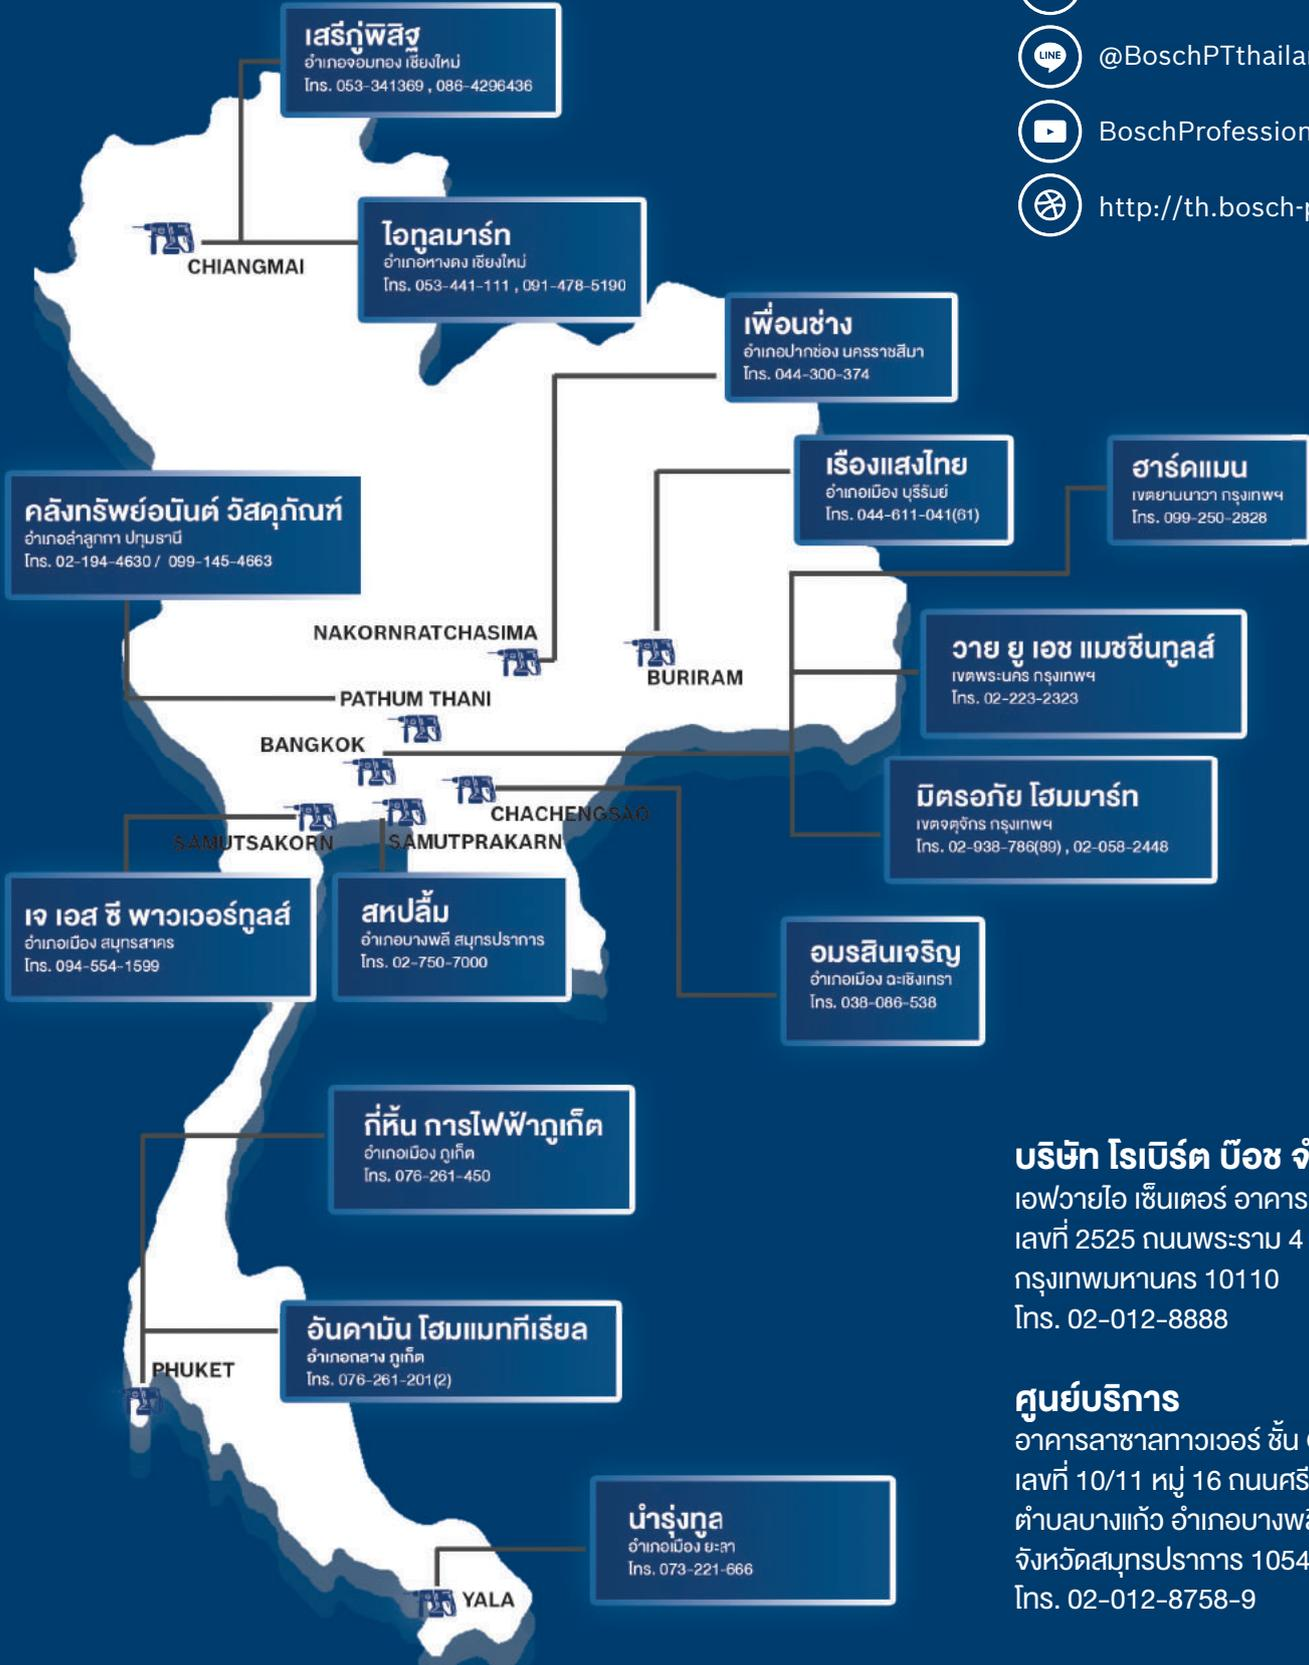 เสรีภู่พิสิฐ
อำเภอจอมทอง เชียงใหม่
โทร. 053-341369 , 086-4296436
@BoschPTthaila
BoschProfession
http://th.bosch-p
CHIANGMAI
ไอทูลมาร์ท
อำเภอหางดง เชียงใหม่
โทร. 053-441-111 , 091-478-5190
เพื่อนช่าง
อำเภอปากช่อง นครราชสีมา
โทร. 044-300-374
เรืองแสงไทย
อำเภอเมือง บุรีรัมย์
โทร. 044-611-041(61)
ฮาร์ดแมน
เขตยานนาวา กรุงเทพฯ
โทร. 099-250-2828
คลังทรัพย์อนันต์ วัสดุภัณฑ์
อำเภอลำลูกกา ปทุมธานี
โทร. 02-194-4630 / 099-145-4663
NAKORNRATCHASIMA
BURIRAM
วาย ยู เอช แมชชีนทูลส์
เขตพระนคร กรุงเทพฯ
โทร. 02-223-2323
PATHUM THANI
BANGKOK
CHACHENGSAO
SAMUTSAKORN
SAMUTPRAKARN
มิตรอภัย โฮมมาร์ท
เขตจตุจักร กรุงเทพฯ
โทร. 02-938-786(89) , 02-058-2448
เจ เอส ซี พาวเวอร์ทูลส์
อำเภอเมือง สมุทรสาคร
โทร. 094-554-1599
สหปลื้ม
อำเภอบางพลี สมุทรปราการ
โทร. 02-750-7000
อมรสินเจริญ
อำเภอเมือง ฉะเชิงเทรา
โทร. 038-086-538
กี่หิ้น การไฟฟ้าภูเก็ต
อำเภอเมือง ภูเก็ต
โทร. 076-261-450
อันดามัน โฮมแมททีเรียล
อำเภอถลาง ภูเก็ต
โทร. 076-261-201(2)
PHUKET
นำรุ่งทูล
อำเภอเมือง ยะลา
โทร. 073-221-666
YALA
บริษัท โรเบิร์ต บ๊อช จำ
เอฟวายไอ เซ็นเตอร์ อาคาร
เลขที่ 2525 ถนนพระราม 4
กรุงเทพมหานคร 10110
โทร. 02-012-8888
ศูนย์บริการ
อาคารลาซาลทาวเวอร์ ชั้น
เลขที่ 10/11 หมู่ 16 ถนนศรี
ตำบลบางแก้ว อำเภอบางพลี
จังหวัดสมุทรปราการ 1054
โทร. 02-012-8758-9